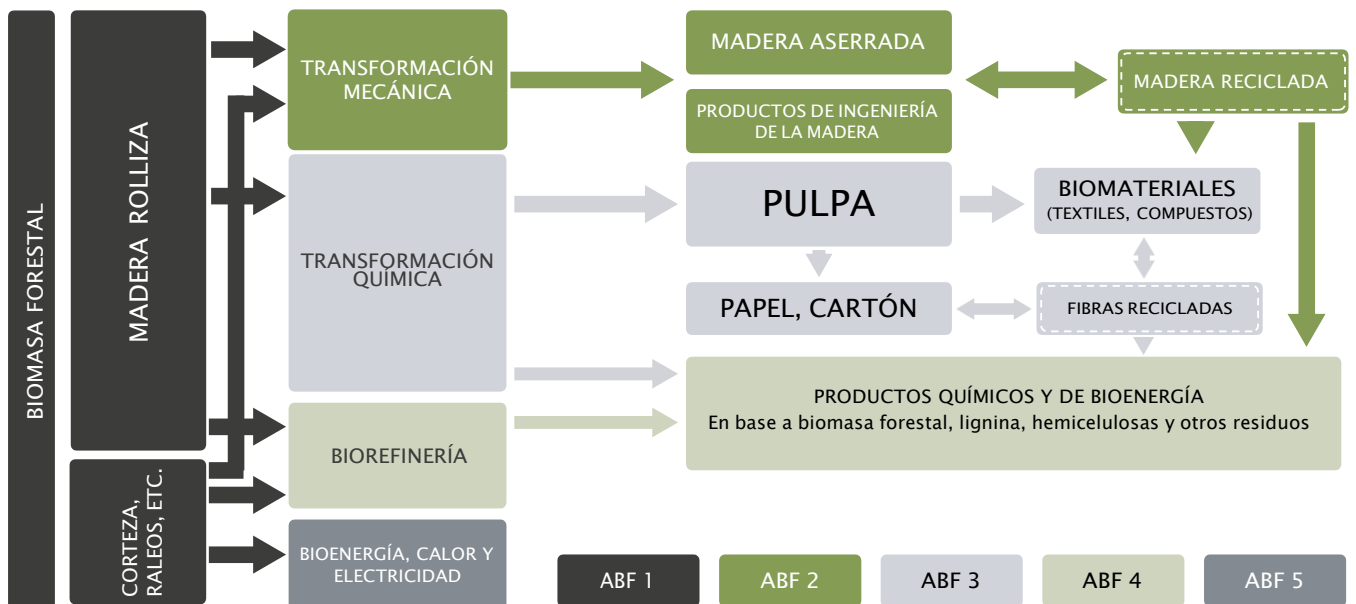 BIOMASA FORESTAL
MADERA ROLLIZA
CORTEZA,
RALEOS, ETC.
TRANSFORMACIÓN
MECÁNICA
TRANSFORMACIÓN
QUÍMICA
BIOREFINERÍA
BIOENERGÍA, CALOR Y
ELECTRICIDAD
MADERA ASERRADA
PRODUCTOS DE INGENIERÍA
DE LA MADERA
MADERA RECICLADA
PULPA
BIOMATERIALES
(TEXTILES, COMPUESTOS)
PAPEL, CARTÓN
FIBRAS RECICLADAS
PRODUCTOS QUÍMICOS Y DE BIOENERGÍA
En base a biomasa forestal, lignina, hemicelulosas y otros residuos
ABF 1
ABF 2
ABF 3
ABF 4
ABF 5